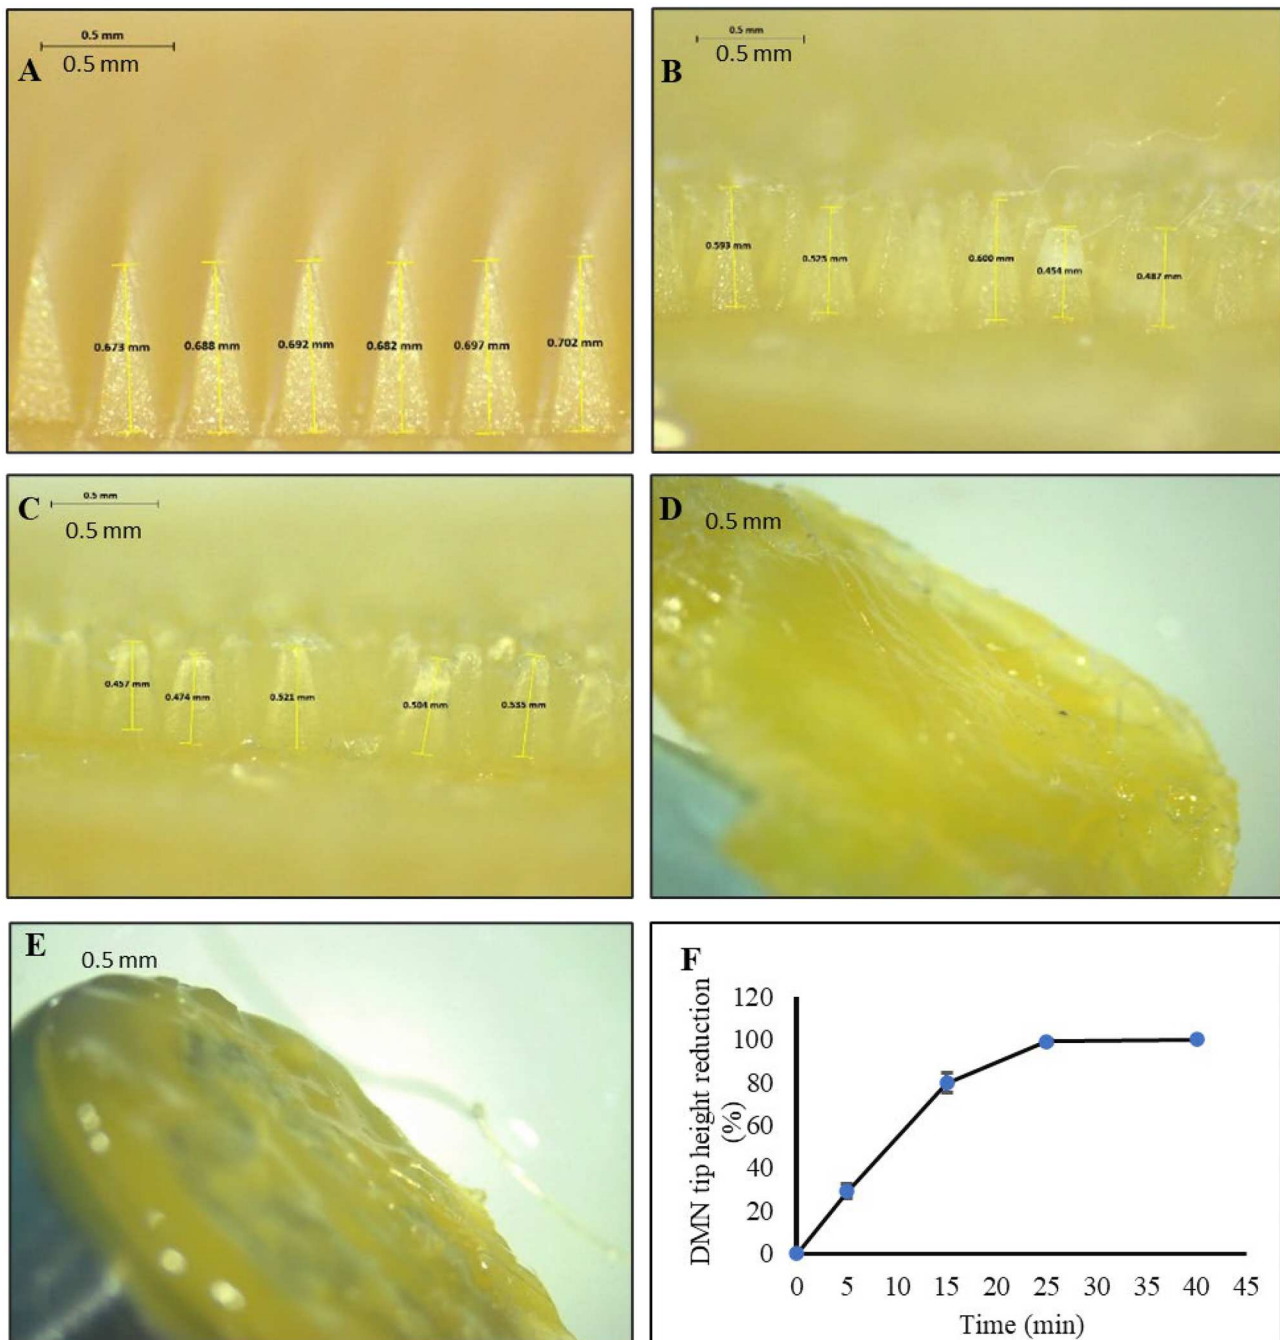 A
0.5 mm
0.5 mm
0.673 mm
0.688 mm
0.692 mm
0.682 mm
0.697 mm
0.702 mm
B
0.5 mm
0.5 mm
0.593 mm
0.525 mm
0.600 mm
0.454 mm
0.487 mm
C
0.5 mm
0.5 mm
0.457 mm
0.474 mm
0.521 mm
0.504 mm
0.535 mm
D
0.5 mm
E
0.5 mm
F
DMN tip height reduction
(%)
120
100
80
60
40
20
0
0 5 10 15 20 25 30 35 40 45
Time (min)